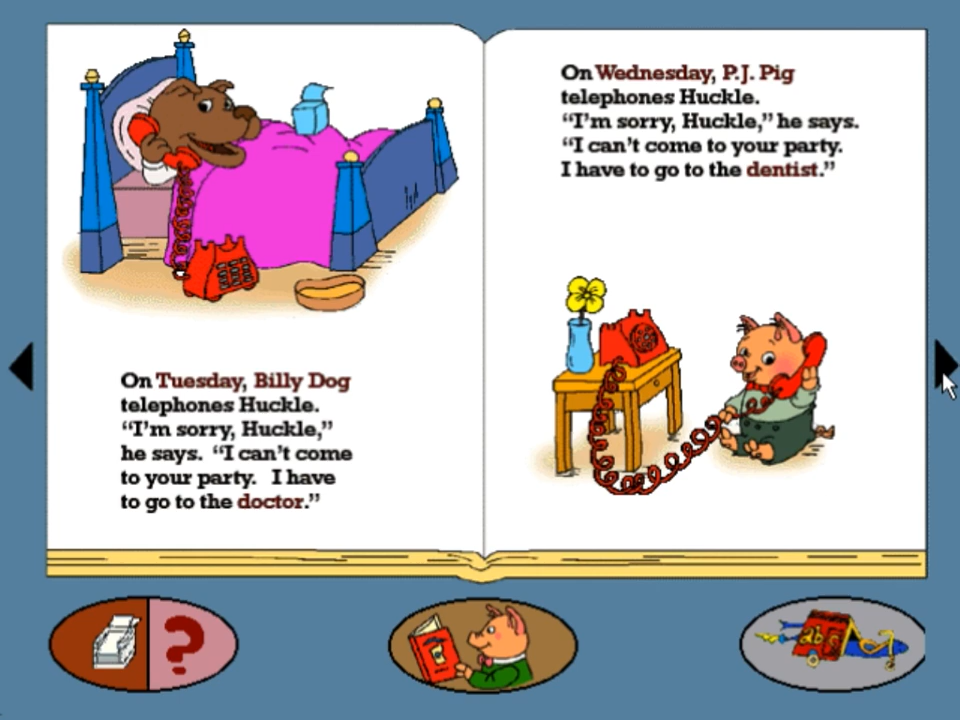 On Tuesday, Billy Dog
telephones Huckle.
“I’m sorry, Huckle,”
he says. “I can’t come
to your party. I have
to go to the doctor.”
On Wednesday, P.J. Pig
telephones Huckle.
“I’m sorry, Huckle,” he says.
“I can’t come to your party.
I have to go to the dentist.”
?
abc